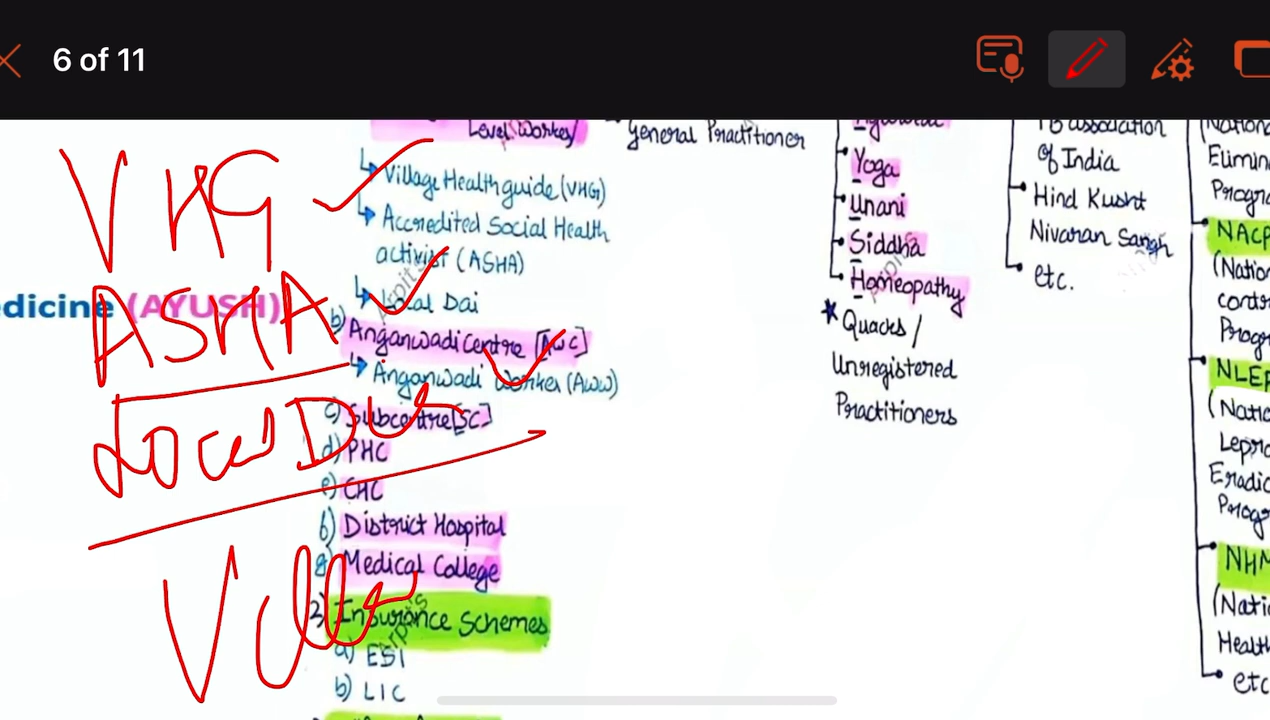 6 of 11
Level Worker
Village Health guide (VHG)
Accredited Social Health
activist (ASHA)
Local Dai
b) Anganwadi Centre [AWC]
Anganwadi Worker (AWW)
c) Subcentre [SC]
d) PHC
e) CHC
f) District Hospital
g) Medical College
Insurance Schemes
a) ESI
b) LIC
VHG
ASHA
Local Dai
edicine (AYUSH)
General Practitioner
Yoga
Unani
Siddha
Homeopathy
Quacks /
Unregistered
Practitioners
TB association
of India
Hind Kusht
Nivaran Sangh
etc.
(Nation
Elimin
Progra
NACP
(Nation
contr
Progr
NLEP
(Natio
Lepro
Eradic
Progr
NHM
(Nati
Health
etc